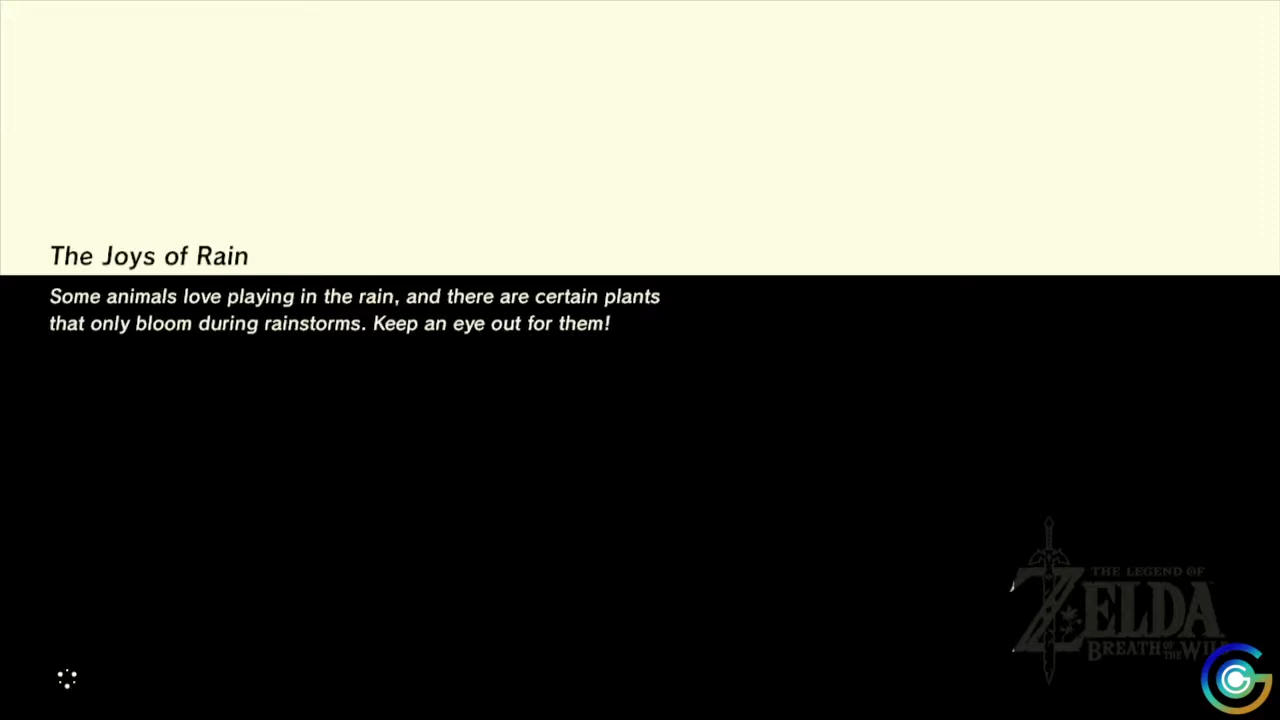 The Joys of Rain
Some animals love playing in the rain, and there are certain plants
that only bloom during rainstorms. Keep an eye out for them!
THE LEGEND OF
ZELDA
BREATH OF THE WILD